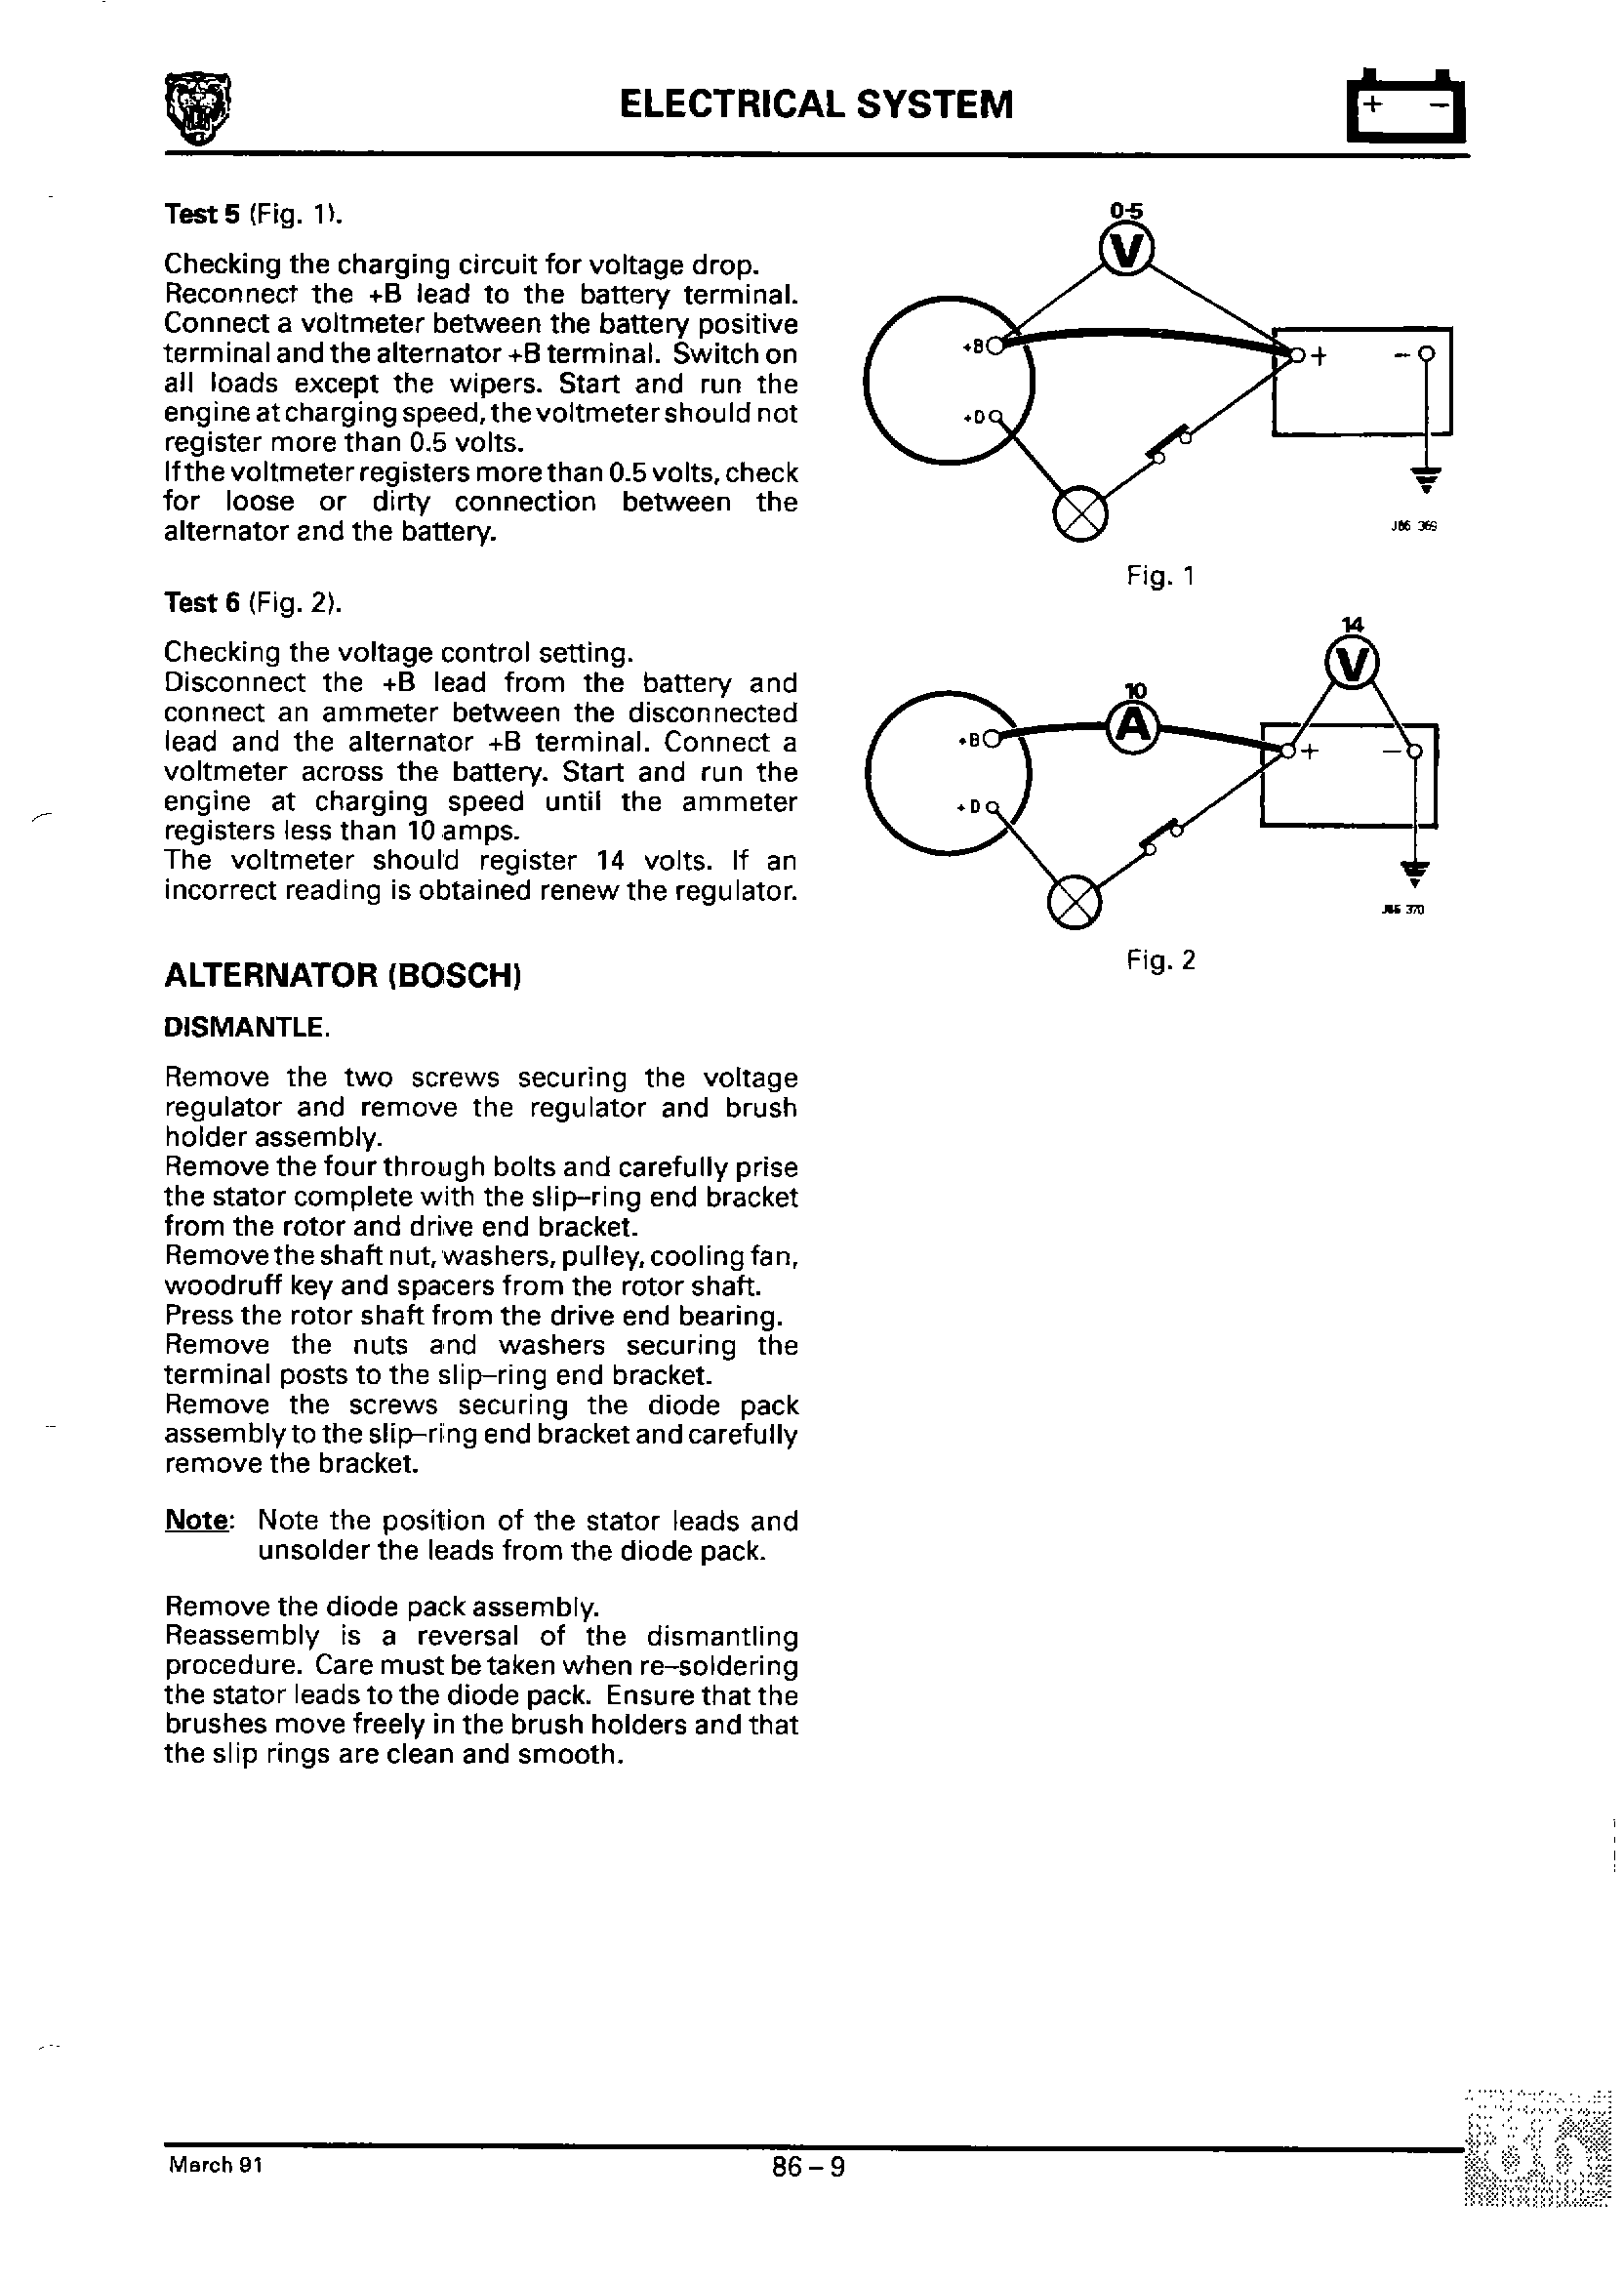 ELECTRICAL SYSTEM
+ −
Test 5 (Fig. 1).
Checking the charging circuit for voltage drop.
Reconnect the +B lead to the battery terminal.
Connect a voltmeter between the battery positive
terminal and the alternator +B terminal. Switch on
all loads except the wipers. Start and run the
engine at charging speed, the voltmeter should not
register more than 0.5 volts.
If the voltmeter registers more than 0.5 volts, check
for loose or dirty connection between the
alternator and the battery.
Test 6 (Fig. 2).
Checking the voltage control setting.
Disconnect the +B lead from the battery and
connect an ammeter between the disconnected
lead and the alternator +B terminal. Connect a
voltmeter across the battery. Start and run the
engine at charging speed until the ammeter
registers less than 10 amps.
The voltmeter should register 14 volts. If an
incorrect reading is obtained renew the regulator.
ALTERNATOR (BOSCH)
DISMANTLE.
Remove the two screws securing the voltage
regulator and remove the regulator and brush
holder assembly.
Remove the four through bolts and carefully prise
the stator complete with the slip–ring end bracket
from the rotor and drive end bracket.
Remove the shaft nut, washers, pulley, cooling fan,
woodruff key and spacers from the rotor shaft.
Press the rotor shaft from the drive end bearing.
Remove the nuts and washers securing the
terminal posts to the slip–ring end bracket.
Remove the screws securing the diode pack
assembly to the slip–ring end bracket and carefully
remove the bracket.
Note: Note the position of the stator leads and
unsolder the leads from the diode pack.
Remove the diode pack assembly.
Reassembly is a reversal of the dismantling
procedure. Care must be taken when re–soldering
the stator leads to the diode pack. Ensure that the
brushes move freely in the brush holders and that
the slip rings are clean and smooth.
0·5
V
+B
+ −
+D
J86 369
Fig. 1
14
V
10
A
+B
+ −
+D
J86 370
Fig. 2
March 91
86 – 9
86